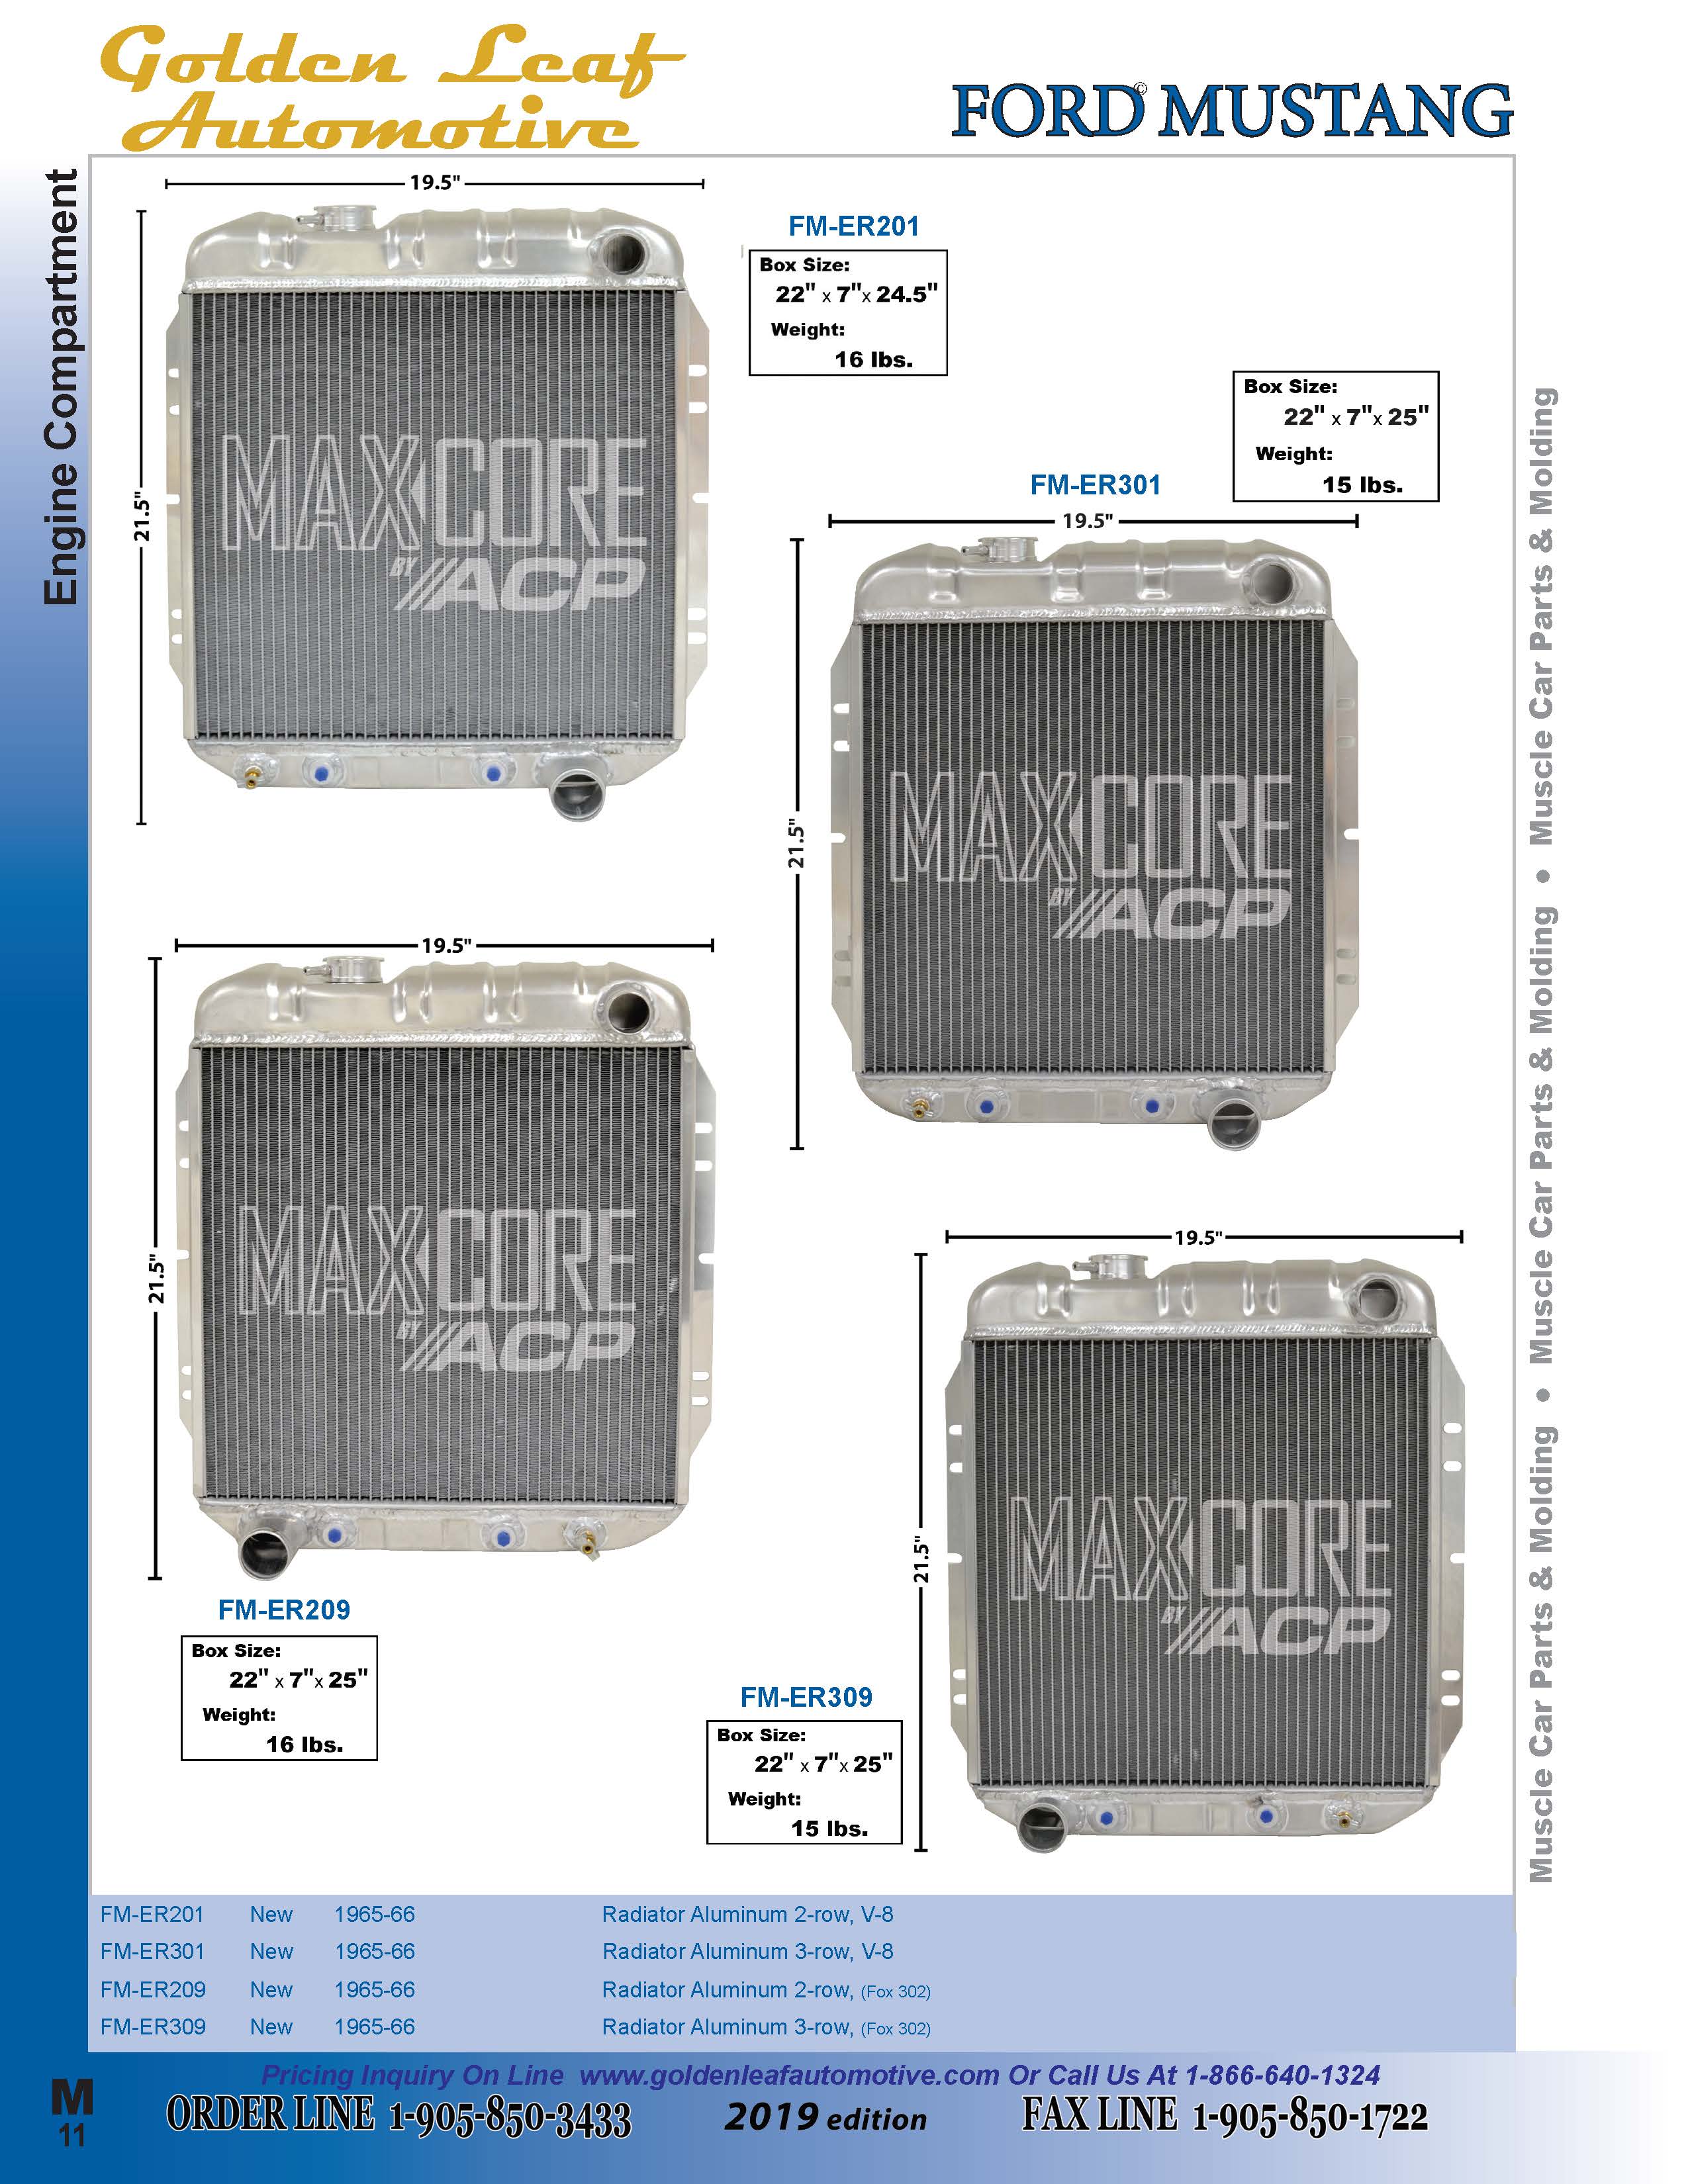 Golden Leaf
Automotive
FORD© MUSTANG
Engine Compartment
19.5"
21.5"
MAXCORE
BY ACP
FM-ER201
Box Size:
22" x 7"x 24.5"
Weight:
16 lbs.
Box Size:
22" x 7"x 25"
Weight:
15 lbs.
FM-ER301
19.5"
21.5"
MAXCORE
BY ACP
19.5"
21.5"
MAXCORE
BY ACP
FM-ER209
Box Size:
22" x 7"x 25"
Weight:
16 lbs.
19.5"
21.5"
MAXCORE
BY ACP
FM-ER309
Box Size:
22" x 7"x 25"
Weight:
15 lbs.
Muscle Car Parts & Molding • Muscle Car Parts & Molding • Muscle Car Parts & Molding
FM-ER201 New 1965-66 Radiator Aluminum 2-row, V-8
FM-ER301 New 1965-66 Radiator Aluminum 3-row, V-8
FM-ER209 New 1965-66 Radiator Aluminum 2-row, (Fox 302)
FM-ER309 New 1965-66 Radiator Aluminum 3-row, (Fox 302)
Pricing Inquiry On Line www.goldenleafautomotive.com Or Call Us At 1-866-640-1324
M
11
ORDER LINE 1-905-850-3433 2019 edition FAX LINE 1-905-850-1722